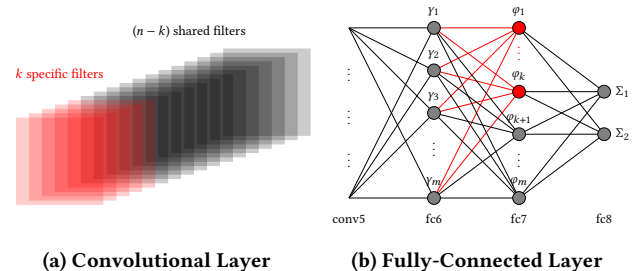 (n − k) shared filters
k specific filters
(a) Convolutional Layer
γ1
γ2
γ3
⋮
γm
φ1
⋮
φk
φk+1
⋮
φm
Σ1
Σ2
⋮
⋮
⋮
conv5 fc6 fc7 fc8
(b) Fully-Connected Layer